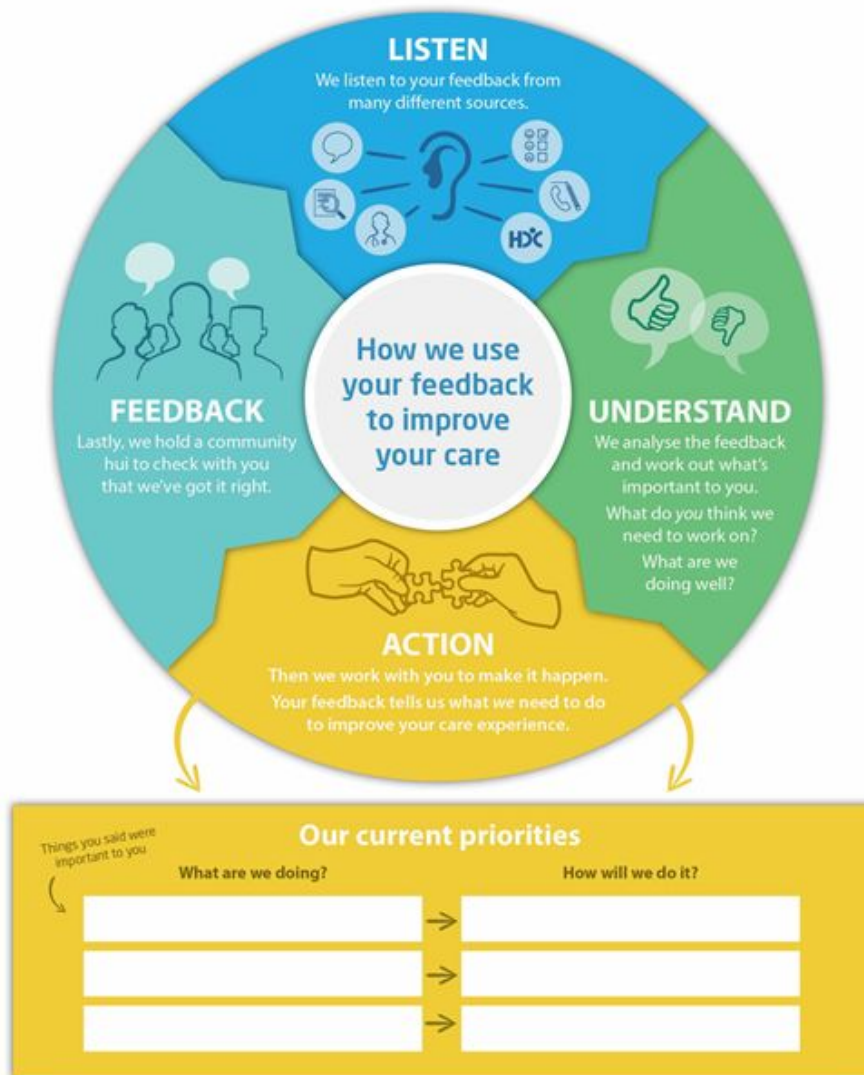 LISTEN
We listen to your feedback from
many different sources.
HDC
UNDERSTAND
We analyse the feedback
and work out what's
important to you.
What do you think we
need to work on?
What are we
doing well?
ACTION
Then we work with you to make it happen.
Your feedback tells us what we need to do
to improve your care experience.
FEEDBACK
Lastly, we hold a community
hui to check with you
that we've got it right.
How we use
your feedback
to improve
your care
Our current priorities
Things you said were
important to you
What are we doing?
How will we do it?